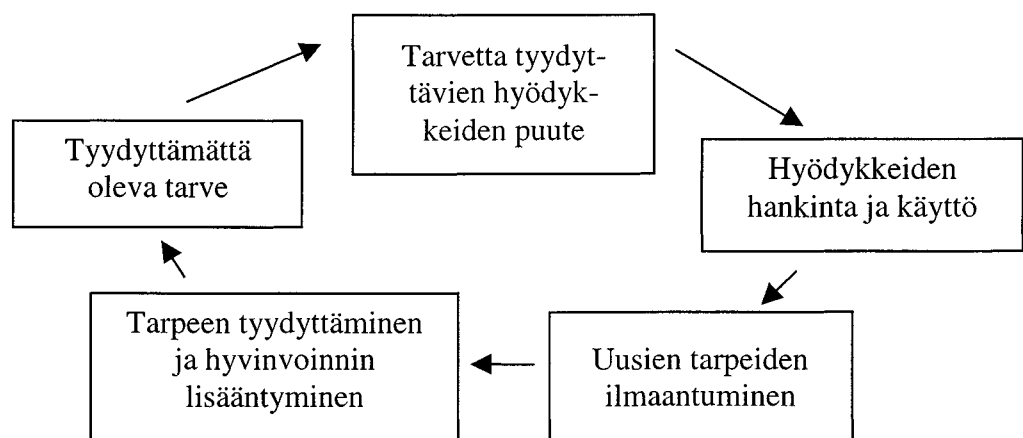 Tarvetta tyydyt-
tävien hyödyk-
keiden puute
Tyydyttämättä
oleva tarve
Hyödykkeiden
hankinta ja käyttö
Tarpeen tyydyttäminen
ja hyvinvoinnin
lisääntyminen
Uusien tarpeiden
ilmaantuminen